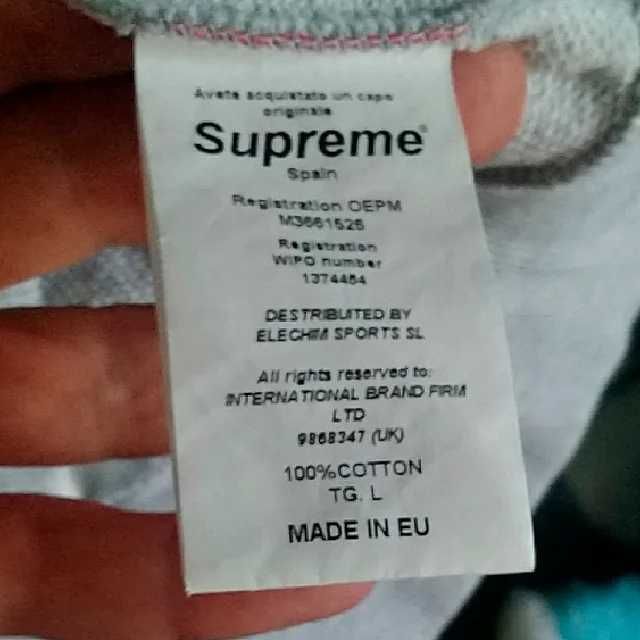 Avete acquistato un capo
originale
Supreme®
Spain
Registration OEPM
M3661526
Registration
WIPO number
1374484
DESTRIBUTED BY
ELECHIM SPORTS SL
All rights reserved to:
INTERNATIONAL BRAND FIRM
LTD
9868347 (UK)
100%COTTON
TG. L
MADE IN EU